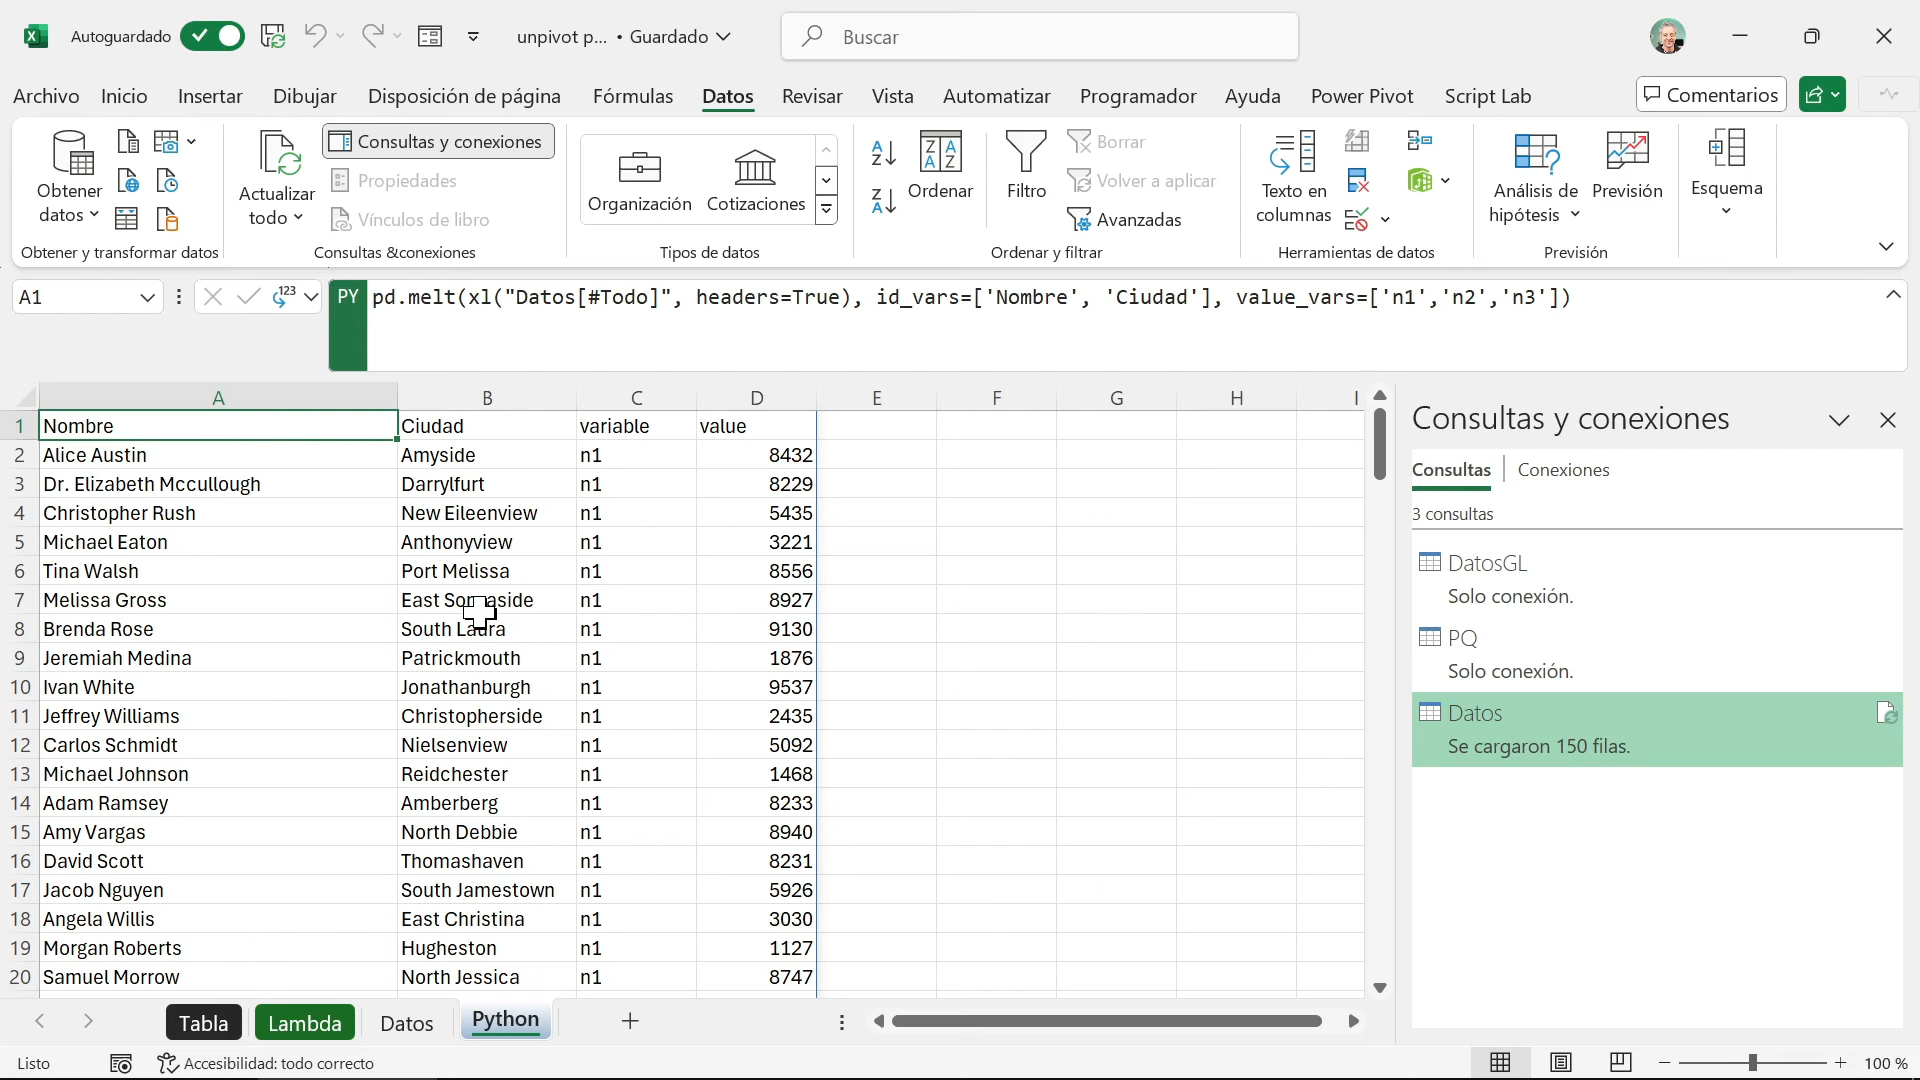 Autoguardado
unpivot p... • Guardado
Buscar
Archivo Inicio Insertar Dibujar Disposición de página Fórmulas Datos Revisar Vista Automatizar Programador Ayuda Power Pivot Script Lab
Comentarios
Obtener datos
Obtener y transformar datos
Actualizar todo
Consultas y conexiones
Propiedades
Vínculos de libro
Consultas &conexiones
Organización Cotizaciones
Tipos de datos
Ordenar
Filtro
Borrar
Volver a aplicar
Avanzadas
Ordenar y filtrar
Texto en columnas
Herramientas de datos
Análisis de hipótesis
Previsión
Previsión
Esquema
A1
PY pd.melt(xl("Datos[#Todo]", headers=True), id_vars=['Nombre', 'Ciudad'], value_vars=['n1','n2','n3'])
A B C D E F G H I
1 Nombre Ciudad variable value
2 Alice Austin Amyside n1 8432
3 Dr. Elizabeth Mccullough Darrylfurt n1 8229
4 Christopher Rush New Eileenview n1 5435
5 Michael Eaton Anthonyview n1 3221
6 Tina Walsh Port Melissa n1 8556
7 Melissa Gross East n1 8927
8 Brenda Rose South Laura n1 9130
9 Jeremiah Medina Patrickmouth n1 1876
10 Ivan White Jonathanburgh n1 9537
11 Jeffrey Williams Christopherside n1 2435
12 Carlos Schmidt Nielsenview n1 5092
13 Michael Johnson Reidchester n1 1468
14 Adam Ramsey Amberberg n1 8233
15 Amy Vargas North Debbie n1 8940
16 David Scott Thomashaven n1 8231
17 Jacob Nguyen South Jamestown n1 5926
18 Angela Willis East Christina n1 3030
19 Morgan Roberts Hugheston n1 1127
20 Samuel Morrow North Jessica n1 8747
Consultas y conexiones
Consultas Conexiones
3 consultas
DatosGL
Solo conexión.
PQ
Solo conexión.
Datos
Se cargaron 150 filas.
Tabla Lambda Datos Python
Listo
Accesibilidad: todo correcto
100 %